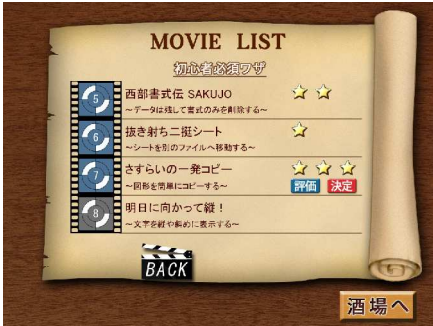 MOVIE LIST
初心者必須ワザ
5 西部書式伝 SAKUJO
～データは残して書式のみを削除する～
6 抜き射ち二挺シート
～シートを別のファイルへ移動する～
7 さすらいの一発コピー
～図形を簡単にコピーする～
評価 決定
8 明日に向かって縦！
～文字を縦や斜めに表示する～
BACK
酒場へ